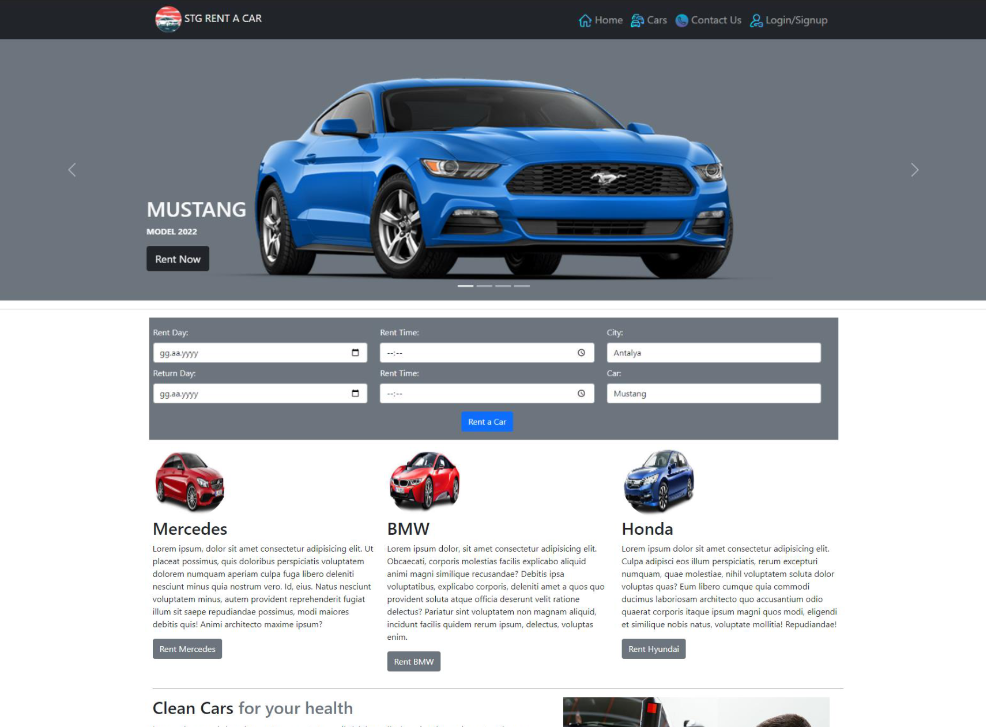 STG RENT A CAR
Home Cars Contact Us Login/Signup
MUSTANG
MODEL 2022
Rent Now
Rent Day: Rent Time: City:
gg.aa.yyyy --:-- Antalya
Return Day: Rent Time: Car:
gg.aa.yyyy --:-- Mustang
Rent a Car
Mercedes
Lorem ipsum, dolor sit amet consectetur adipisicing elit. Ut
placeat possimus, quis doloribus perspiciatis voluptatem
dolorem numquam aperiam culpa fuga libero deleniti
nesciunt minus quia nostrum vero. Id, eius. Natus nesciunt
voluptatem minus, autem provident reprehenderit fugiat
illum sit saepe repudiandae possimus, modi maiores
debitis quis! Animi architecto maxime ipsum?
Rent Mercedes
BMW
Lorem ipsum dolor, sit amet consectetur adipisicing elit.
Obcaecati, corporis molestias facilis explicabo aliquid
animi magni similique recusandae? Debitis ipsa
voluptatibus, explicabo corporis, deleniti amet a quos quo
provident soluta atque officia deserunt velit ratione
delectus? Pariatur sint voluptatem non magnam aliquid,
incidunt facilis quidem rerum ipsum, delectus, voluptas
enim.
Rent BMW
Honda
Lorem ipsum dolor sit amet consectetur adipisicing elit.
Culpa adipisci eos illum perspiciatis, rerum excepturi
numquam, quae molestiae, nihil voluptatem soluta dolor
voluptas quas? Eum libero cumque quia commodi
ducimus laboriosam architecto quo accusantium odio
quaerat corporis itaque ipsum magni quos modi, eligendi
et similique nobis natus, voluptate mollitia! Repudiandae!
Rent Hyundai
Clean Cars for your health